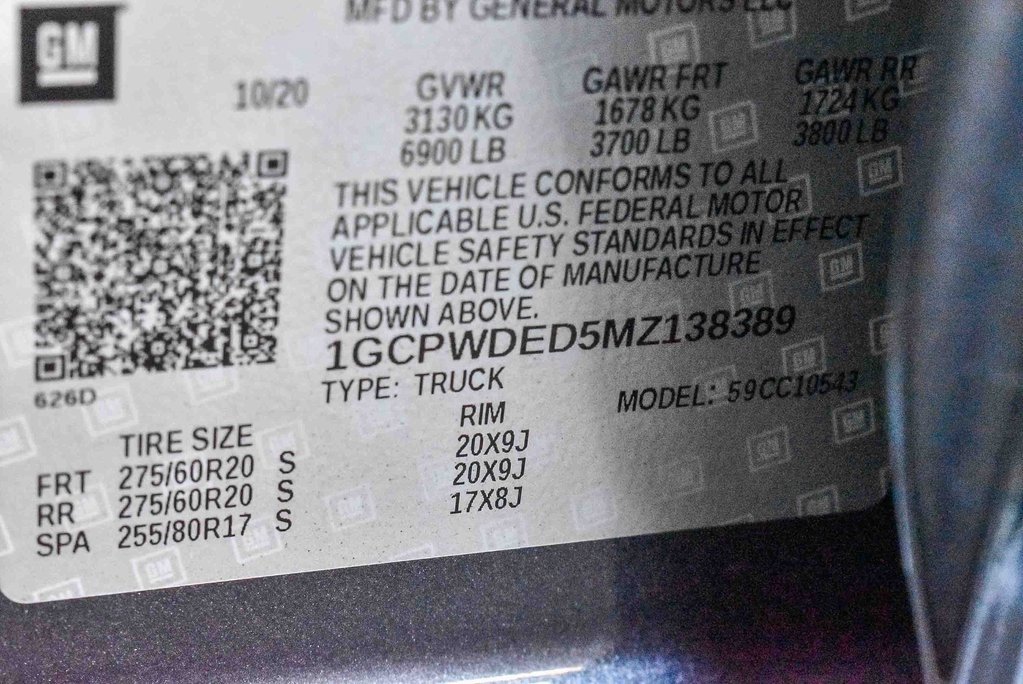 MFD BY GENERAL MOTORS LLC
GM
10/20
GVWR GAWR FRT GAWR RR
3130 KG 1678 KG 1724 KG
6900 LB 3700 LB 3800 LB
THIS VEHICLE CONFORMS TO ALL
APPLICABLE U.S. FEDERAL MOTOR
VEHICLE SAFETY STANDARDS IN EFFECT
ON THE DATE OF MANUFACTURE
SHOWN ABOVE.
1GCPWDED5MZ138389
626D
TYPE: TRUCK MODEL: 59CC10543
TIRE SIZE RIM
FRT 275/60R20 S 20X9J
RR 275/60R20 S 20X9J
SPA 255/80R17 S 17X8J